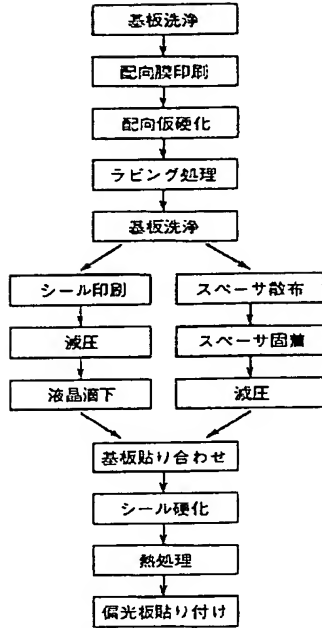 基板洗浄
配向膜印刷
配向仮硬化
ラビング処理
基板洗浄
シール印刷
スペーサ散布
減圧
スペーサ固着
液晶滴下
減圧
基板貼り合わせ
シール硬化
熱処理
偏光板貼り付け